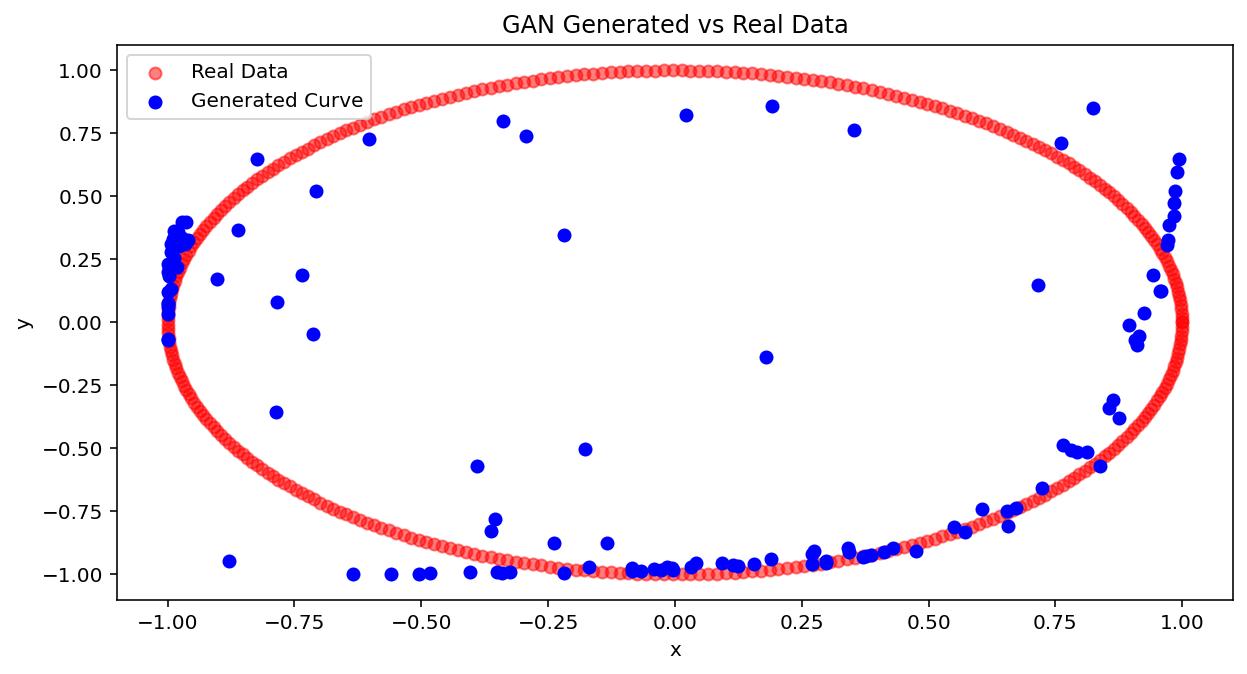 GAN Generated vs Real Data
Real Data
Generated Curve
1.00
0.75
0.50
0.25
0.00
−0.25
−0.50
−0.75
−1.00
y
−1.00 −0.75 −0.50 −0.25 0.00 0.25 0.50 0.75 1.00
x